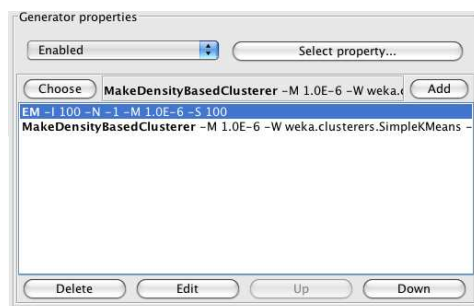 Generator properties
Enabled
Select property...
Choose MakeDensityBasedClusterer -M 1.0E-6 -W weka.c Add
EM -I 100 -N -1 -M 1.0E-6 -S 100
MakeDensityBasedClusterer -M 1.0E-6 -W weka.clusterers.SimpleKMeans -
Delete Edit Up Down